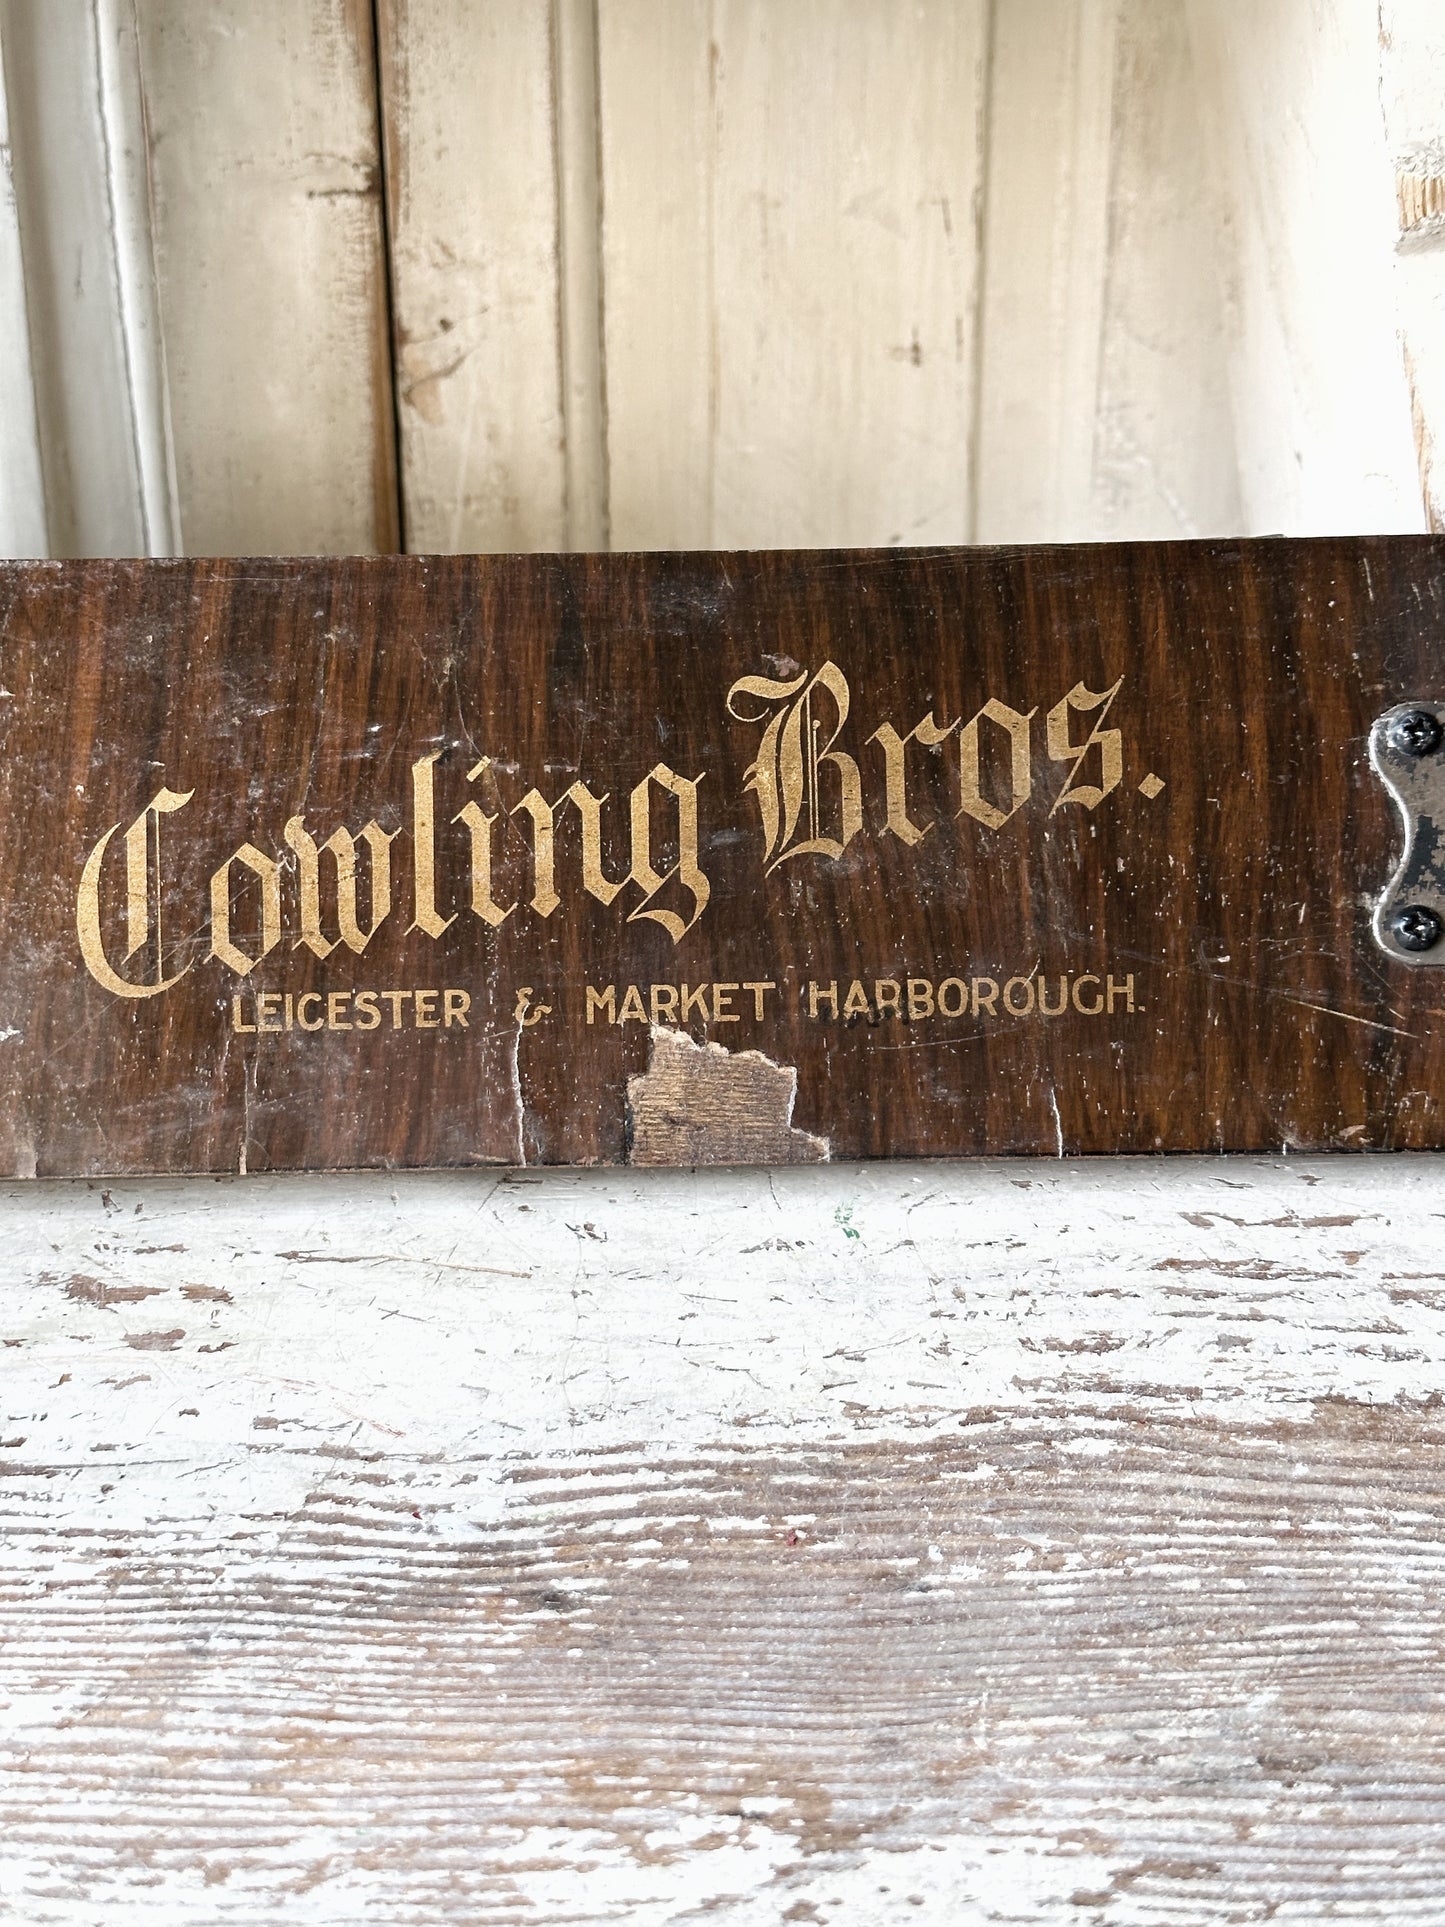 Cowling Bros.
LEICESTER & MARKET HARBOROUGH.